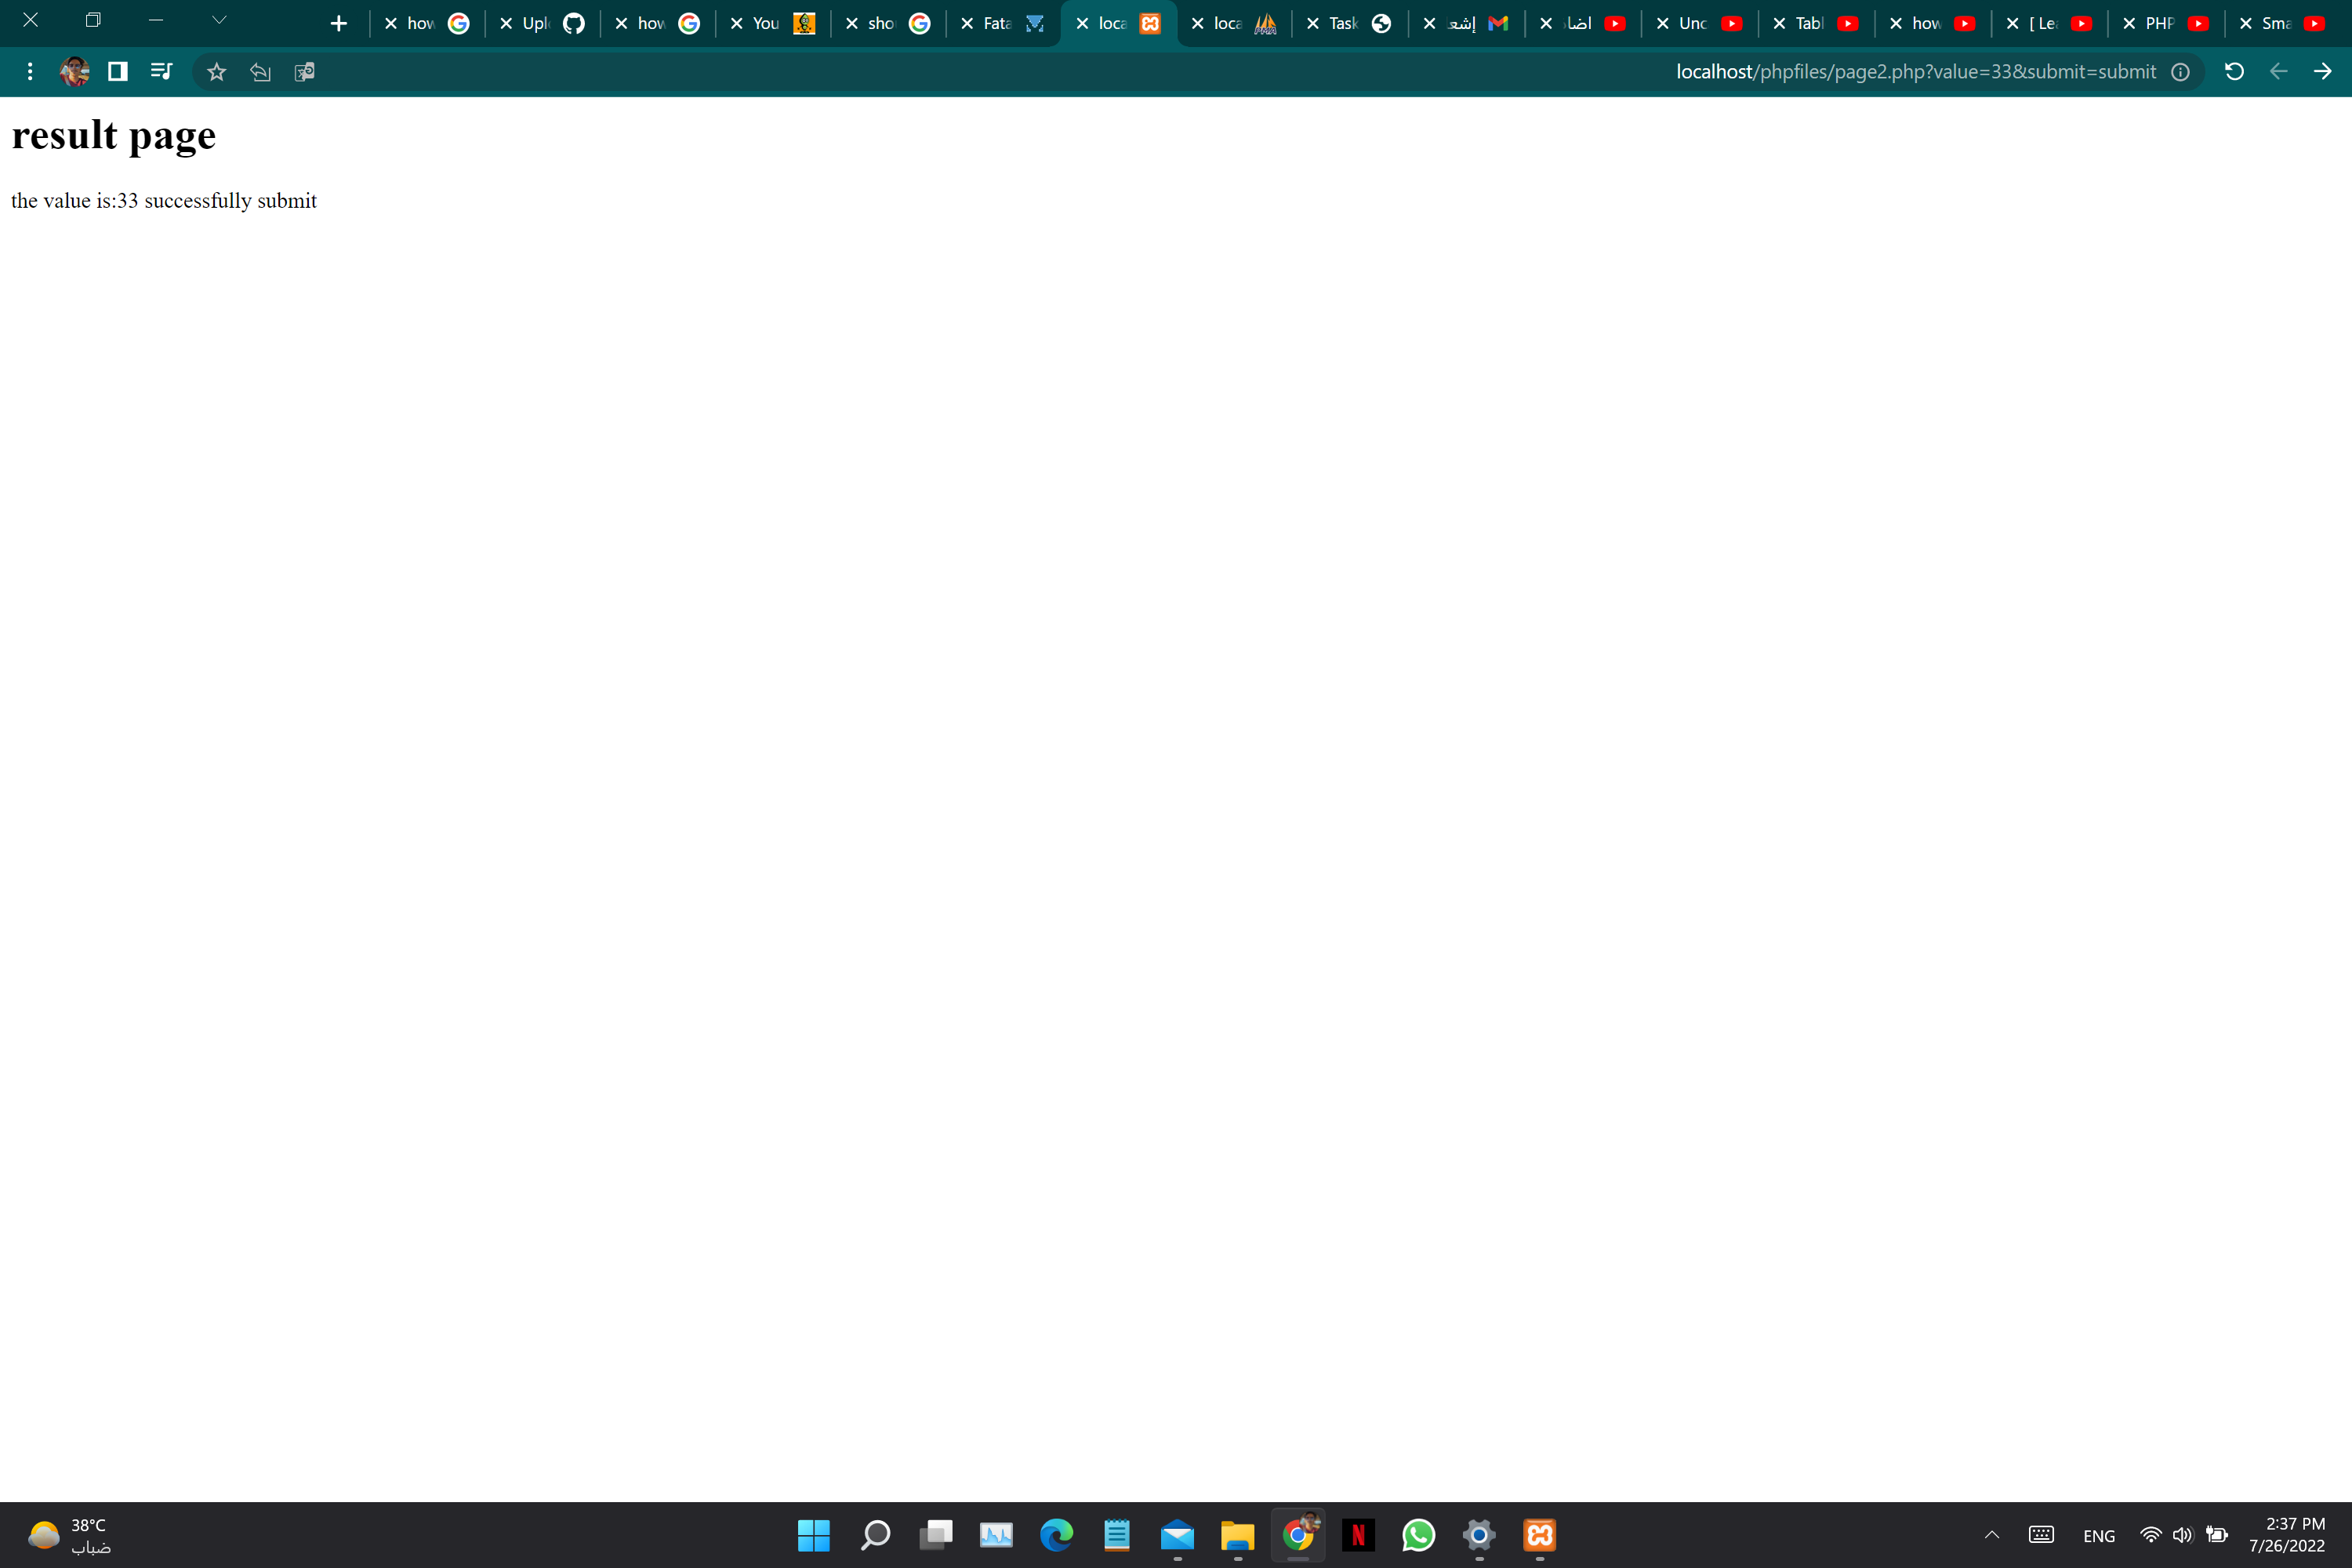 how
Upl
how
You
sho
Fata
loca
loca
Task
إشع
اضا
Unc
Tabl
how
[ Lea
PHP
Sma
localhost/phpfiles/page2.php?value=33&submit=submit
result page
the value is:33 successfully submit
38°C
ضباب
ENG
2:37 PM
7/26/2022